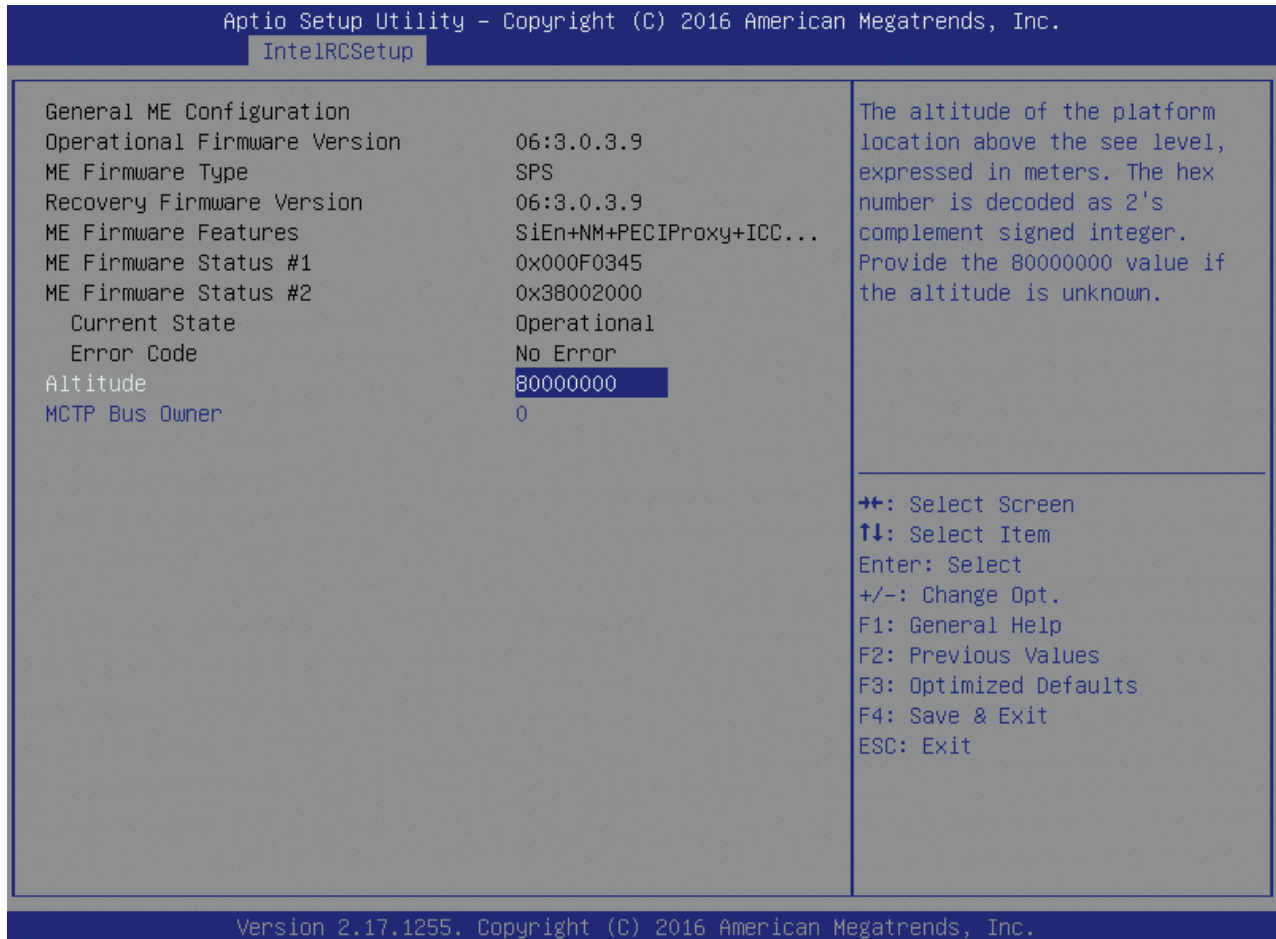 Aptio Setup Utility – Copyright (C) 2016 American Megatrends, Inc.
IntelRCSetup
General ME Configuration
Operational Firmware Version 06:3.0.3.9
ME Firmware Type SPS
Recovery Firmware Version 06:3.0.3.9
ME Firmware Features SiEn+NM+PECIProxy+ICC...
ME Firmware Status #1 0x000F0345
ME Firmware Status #2 0x38002000
Current State Operational
Error Code No Error
Altitude 80000000
MCTP Bus Owner 0
The altitude of the platform
location above the see level,
expressed in meters. The hex
number is decoded as 2's
complement signed integer.
Provide the 80000000 value if
the altitude is unknown.
→←: Select Screen
↑↓: Select Item
Enter: Select
+/-: Change Opt.
F1: General Help
F2: Previous Values
F3: Optimized Defaults
F4: Save & Exit
ESC: Exit
Version 2.17.1255. Copyright (C) 2016 American Megatrends, Inc.